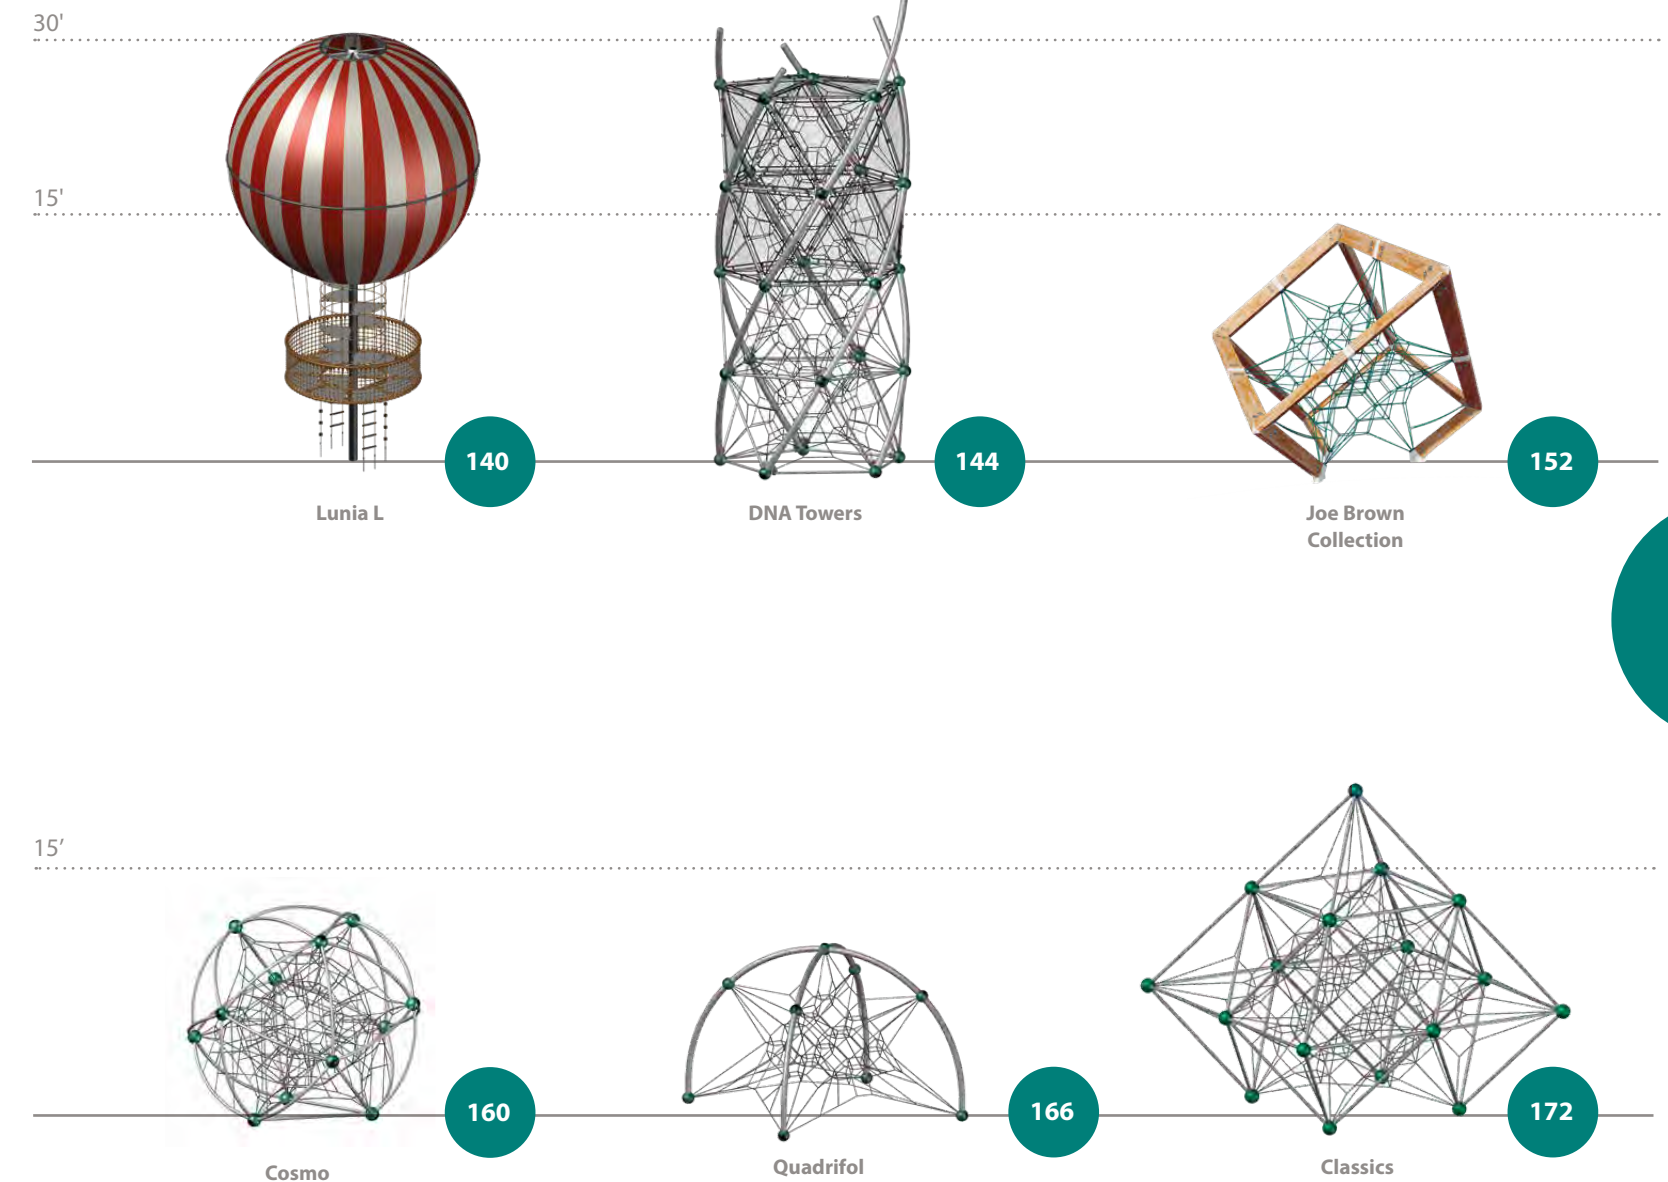 30'
15'
140
144
152
Lunia L
DNA Towers
Joe Brown
Collection
15’
160
166
172
Cosmo
Quadrifol
Classics